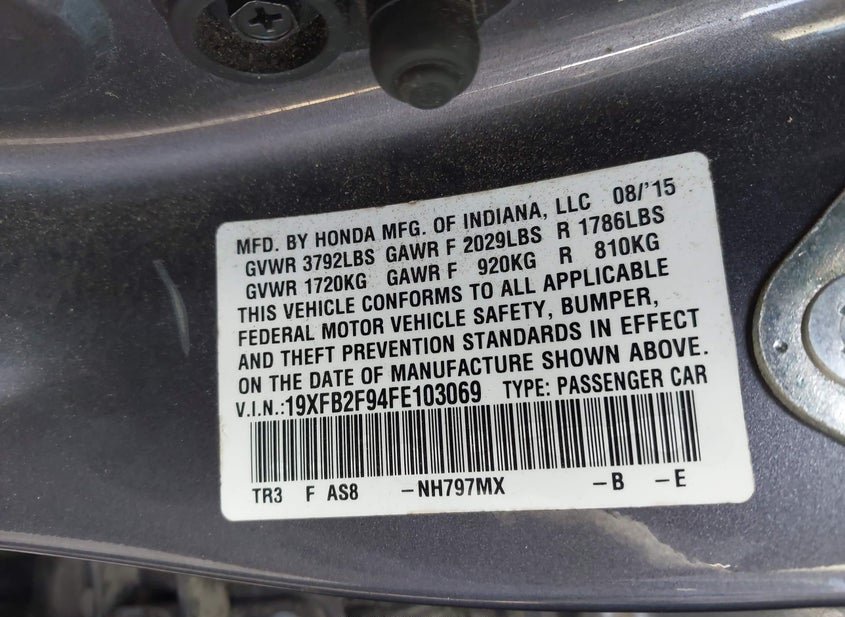 MFD. BY HONDA MFG. OF INDIANA, LLC 08/'15
GVWR 3792LBS GAWR F 2029LBS R 1786LBS
GVWR 1720KG GAWR F 920KG R 810KG
THIS VEHICLE CONFORMS TO ALL APPLICABLE
FEDERAL MOTOR VEHICLE SAFETY, BUMPER,
AND THEFT PREVENTION STANDARDS IN EFFECT
ON THE DATE OF MANUFACTURE SHOWN ABOVE.
V.I.N.:19XFB2F94FE103069 TYPE: PASSENGER CAR
TR3 F AS8 -NH797MX -B -E